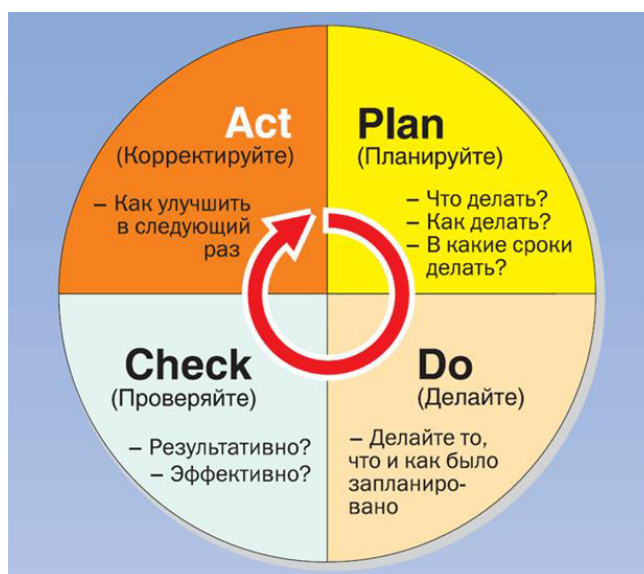 Act
(Корректируйте)
– Как улучшить
в следующий
раз
Plan
(Планируйте)
– Что делать?
– Как делать?
– В какие сроки
делать?
Check
(Проверяйте)
– Результативно?
– Эффективно?
Do
(Делайте)
– Делайте то,
что и как было
запланиро-
вано